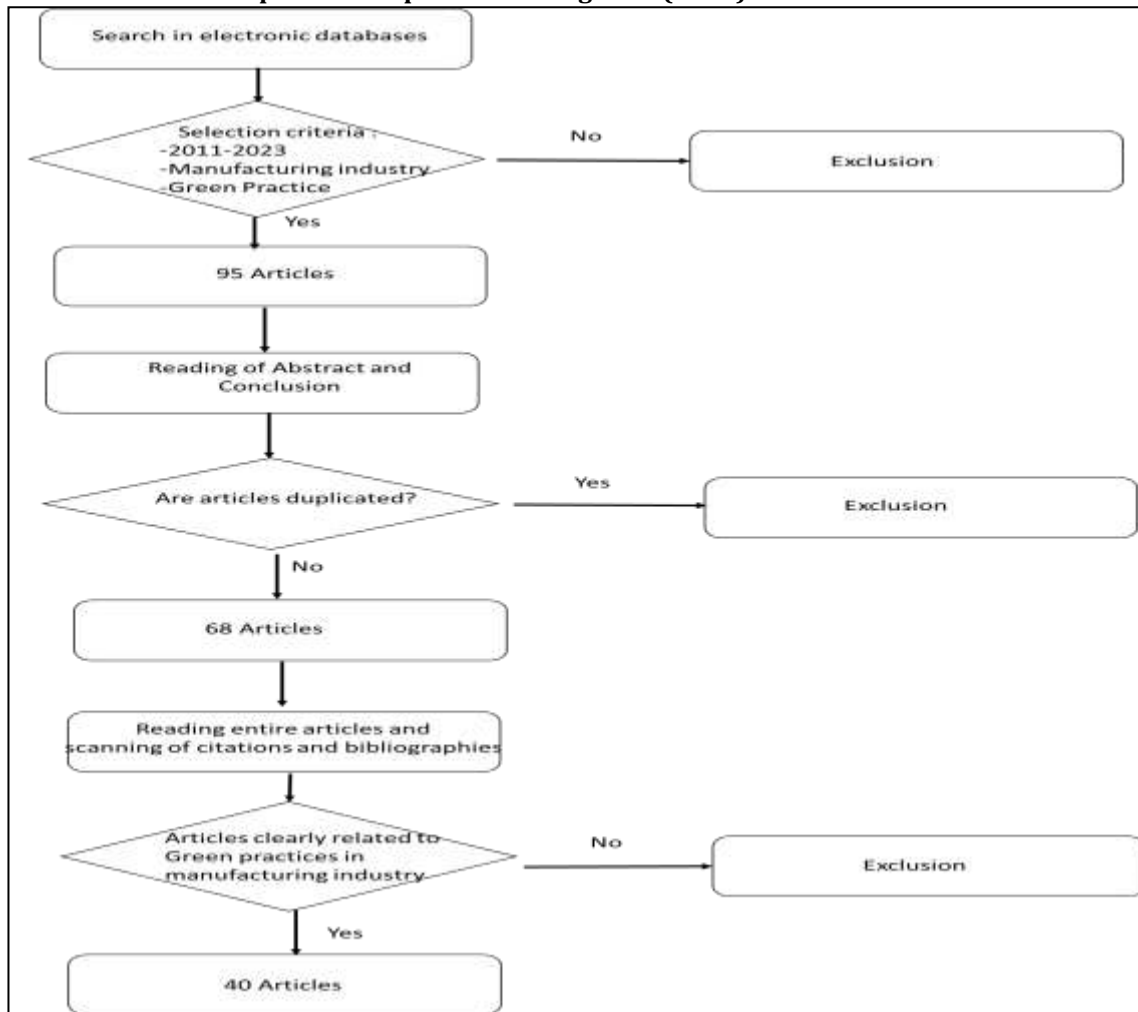 Search in electronic databases
Selection criteria :
-2011-2023
-Manufacturing industry
-Green Practice
No
Exclusion
Yes
95 Articles
Reading of Abstract and
Conclusion
Are articles duplicated?
Yes
Exclusion
No
68 Articles
Reading entire articles and
scanning of citations and bibliographies
Articles clearly related to
Green practices in
manufacturing industry
No
Exclusion
Yes
40 Articles